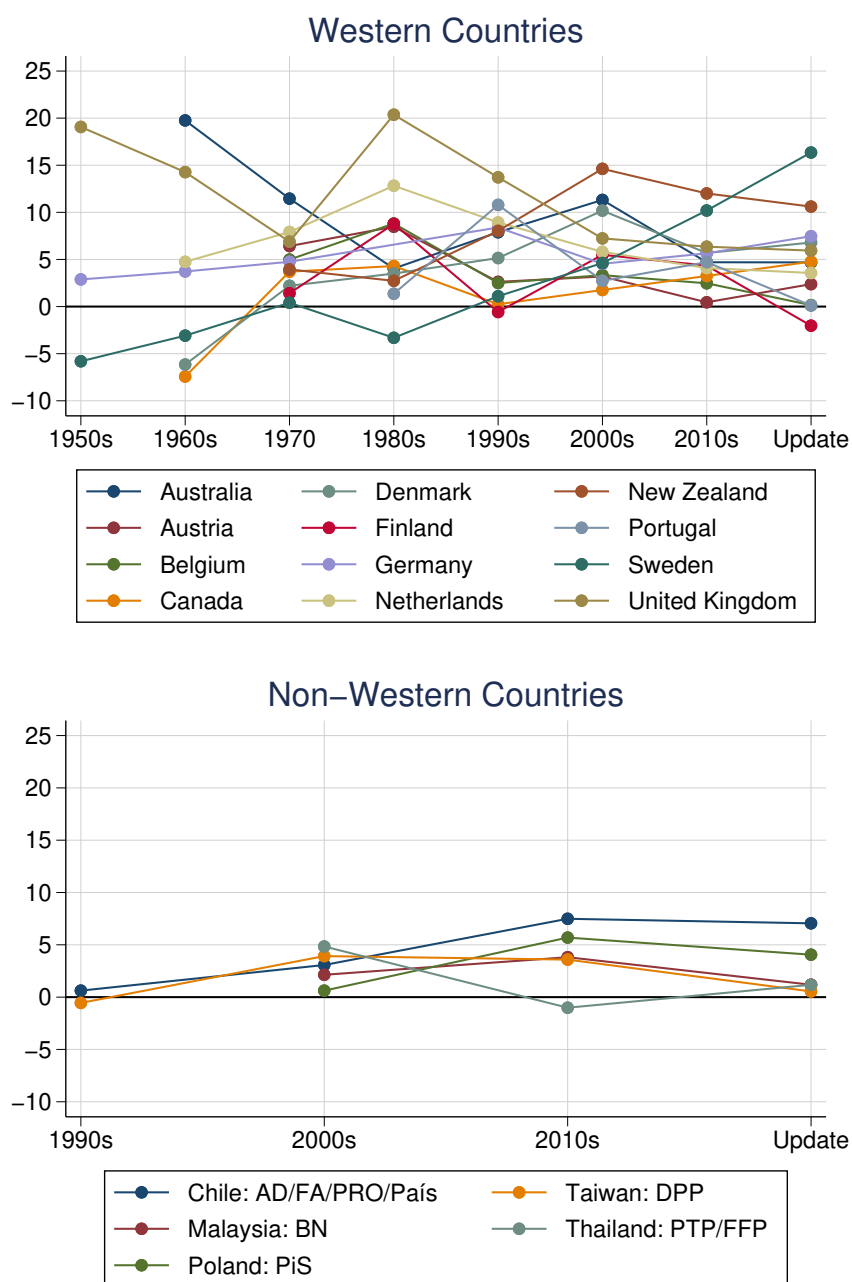 Western Countries
25
20
15
10
5
0
−5
−10
1950s 1960s 1970 1980s 1990s 2000s 2010s Update
Australia Denmark New Zealand
Austria Finland Portugal
Belgium Germany Sweden
Canada Netherlands United Kingdom
Non−Western Countries
25
20
15
10
5
0
−5
−10
1990s 2000s 2010s Update
Chile: AD/FA/PRO/País Taiwan: DPP
Malaysia: BN Thailand: PTP/FFP
Poland: PiS